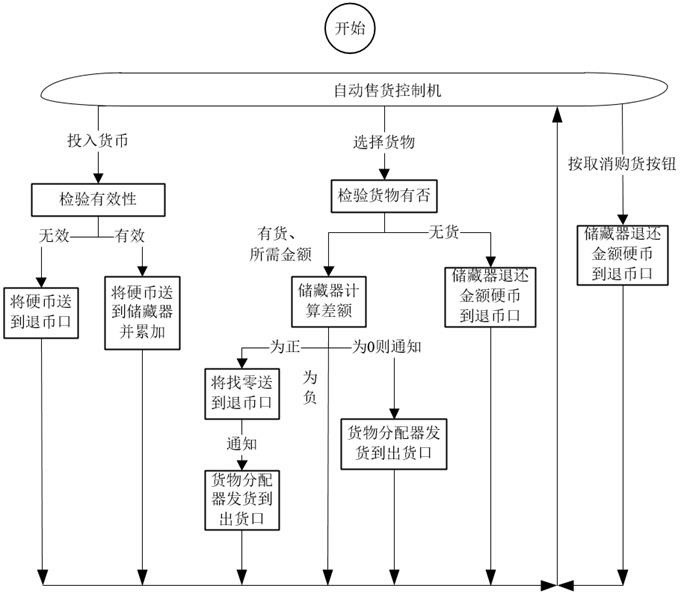 开始
自动售货控制机
投入货币
选择货物
按取消购货按钮
检验有效性
检验货物有否
储藏器退还
金额硬币
到退币口
无效
有效
有货、
所需金额
无货
将硬币送
到退币口
将硬币送
到储藏器
并累加
储藏器计
算差额
储藏器退还
金额硬币
到退币口
为正
为0则通知
为
负
将找零送
到退币口
货物分配器发
货到出货口
通知
货物分配
器发货到
出货口